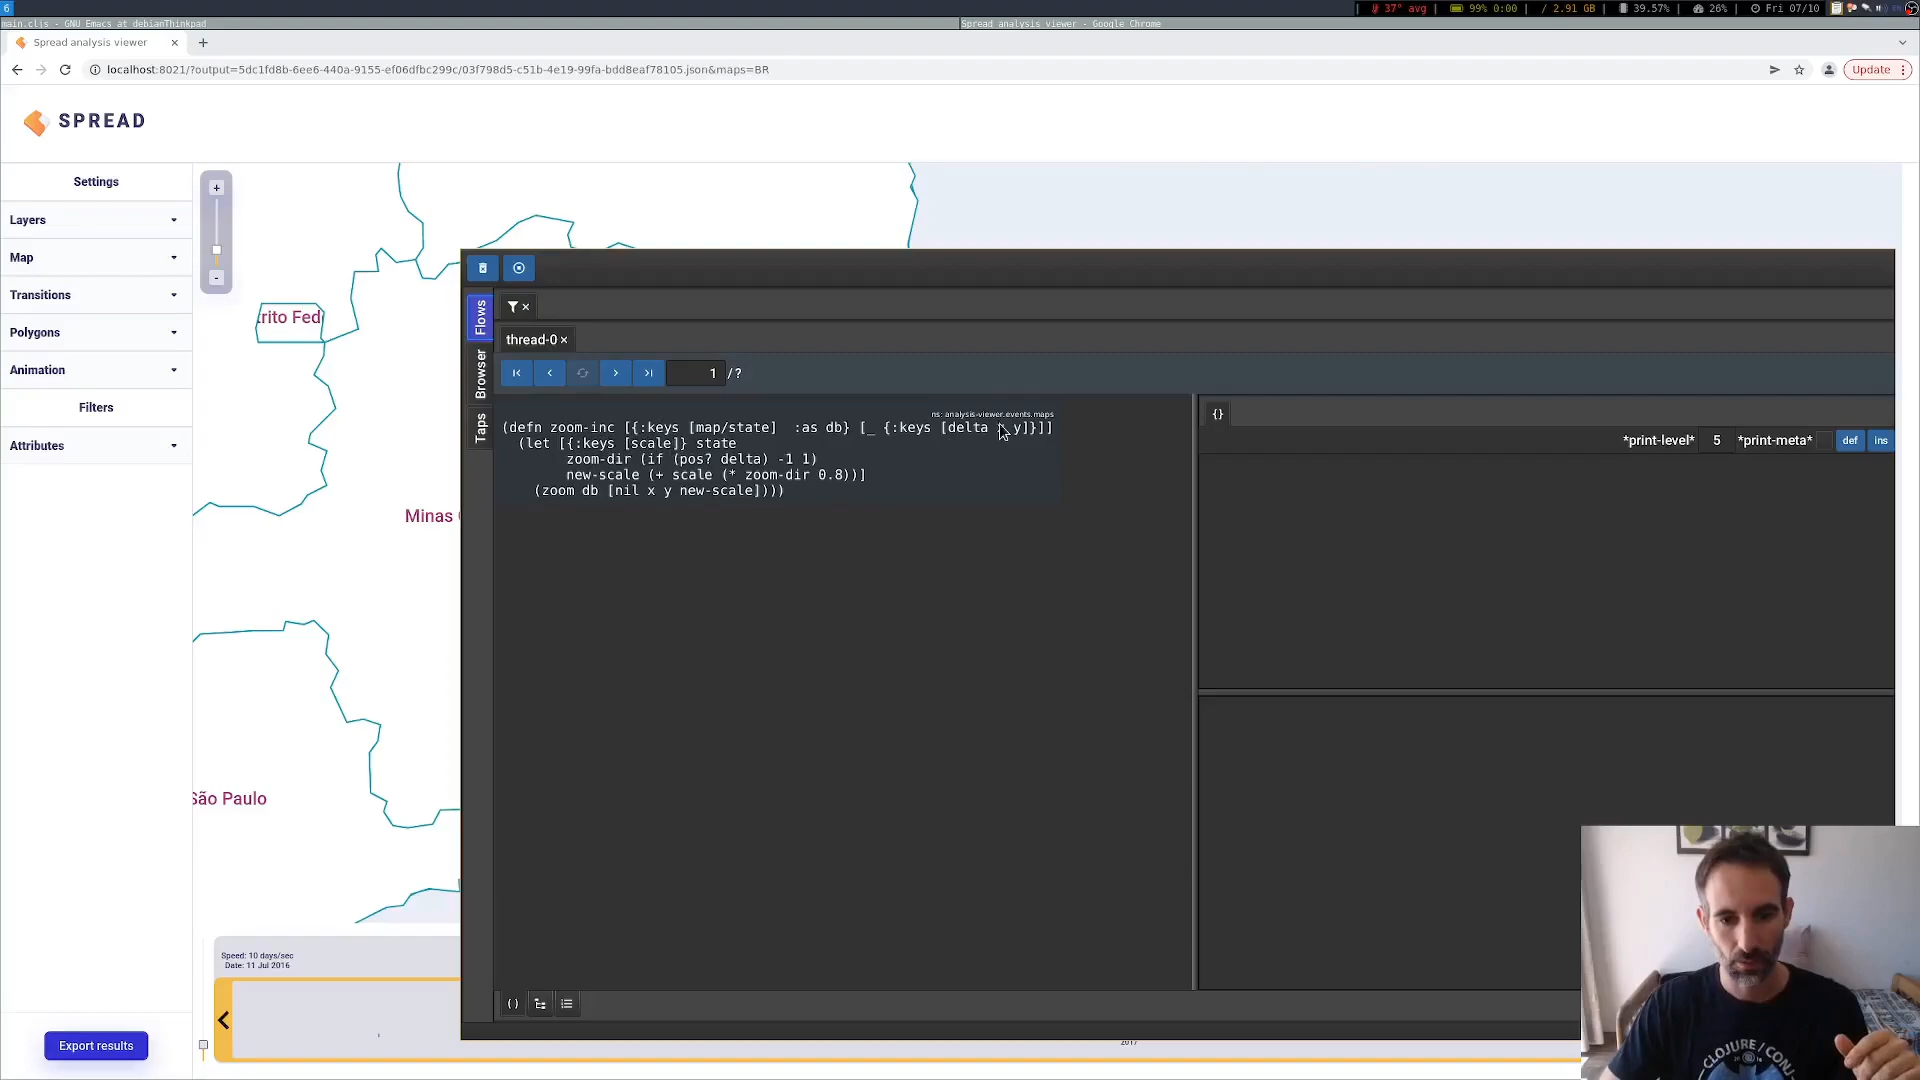 6
37° avg | 99% 0:00 | / 2.91 GB | 39.57% | 26% | Fri 07/10
main.cljs - GNU Emacs at debianThinkpad
Spread analysis viewer - Google Chrome
Spread analysis viewer
localhost:8021/?output=5dc1fd8b-6ee6-440a-9155-ef06dfbc299c/03f798d5-c51b-4e19-99fa-bdd8eaf78105.json&maps=BR
Update
SPREAD
Settings
Layers
Map
Transitions
Polygons
Animation
Filters
Attributes
Export results
+
-
rito Fed
Minas
São Paulo
Speed: 10 days/sec
Date: 11 Jul 2016
2017
Flows
Browser
Taps
thread-0 ×
1 /?
ns: analysis-viewer.events.maps
(defn zoom-inc [{:keys [map/state]  :as db} [_ {:keys [delta x y]}]]
(let [{:keys [scale]} state
zoom-dir (if (pos? delta) -1 1)
new-scale (+ scale (* zoom-dir 0.8))]
(zoom db [nil x y new-scale])))
{}
*print-level* 5 *print-meta* def ins
()
CLOJURE / CONJ